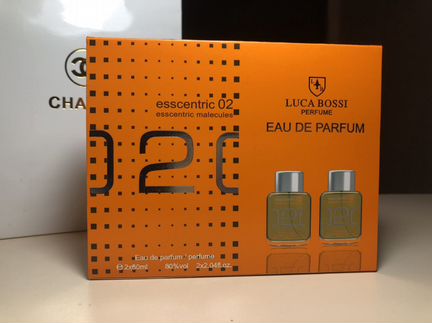 CHA
esscentric 02
esscentric malecules
020
Eau de parfum / perfume
2x60ml 80%vol 2x2.04fl.oz.
LUCA BOSSI
PERFUME
EAU DE PARFUM